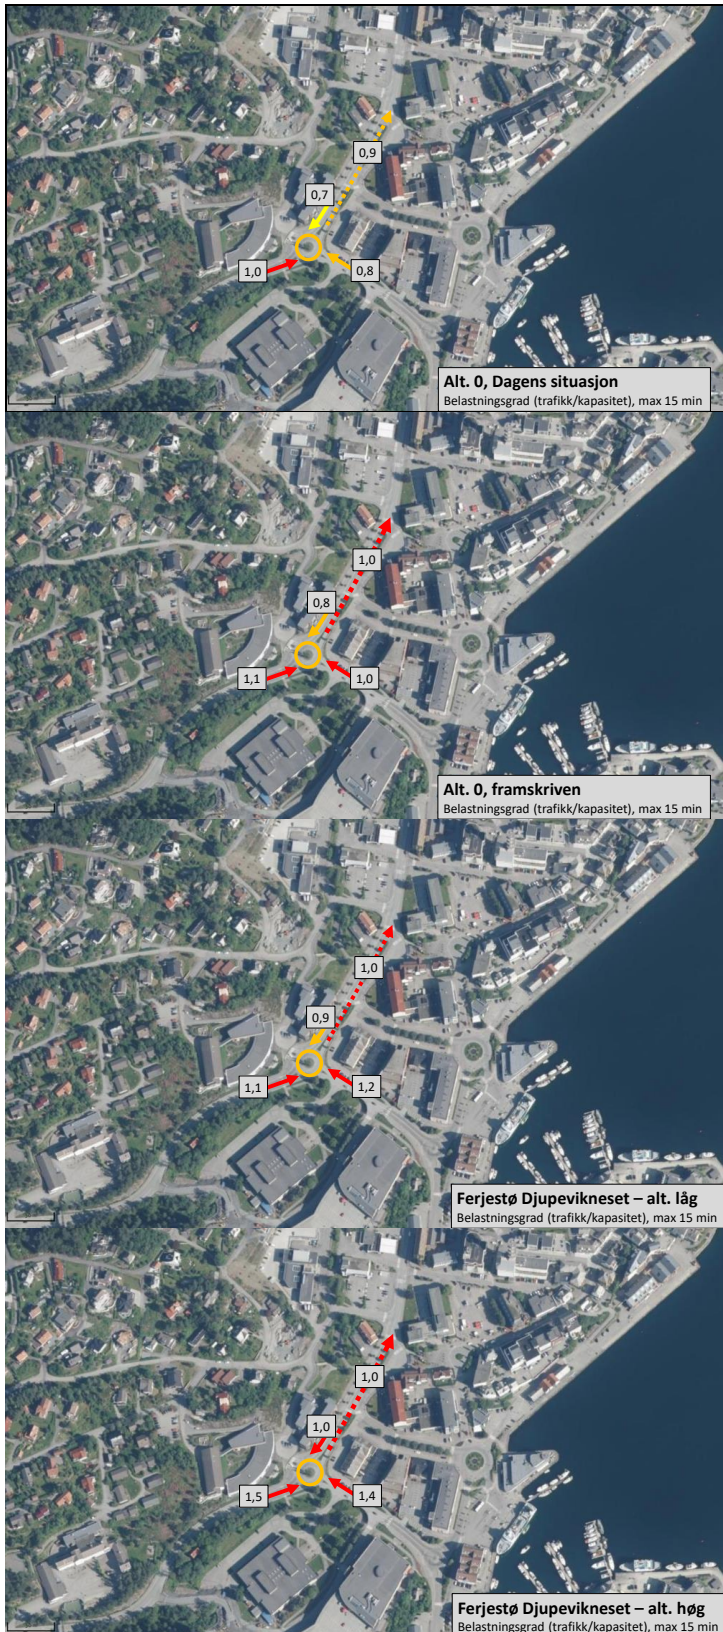 0,9
0,7
1,0
0,8
Alt. 0, Dagens situasjon
Belastningsgrad (trafikk/kapasitet), max 15 min
1,0
0,8
1,1
1,0
Alt. 0, framskriven
Belastningsgrad (trafikk/kapasitet), max 15 min
1,0
0,9
1,1
1,2
Ferjestø Djupevikneset – alt. låg
Belastningsgrad (trafikk/kapasitet), max 15 min
1,0
1,0
1,5
1,4
Ferjestø Djupevikneset – alt. høg
Belastningsgrad (trafikk/kapasitet), max 15 min